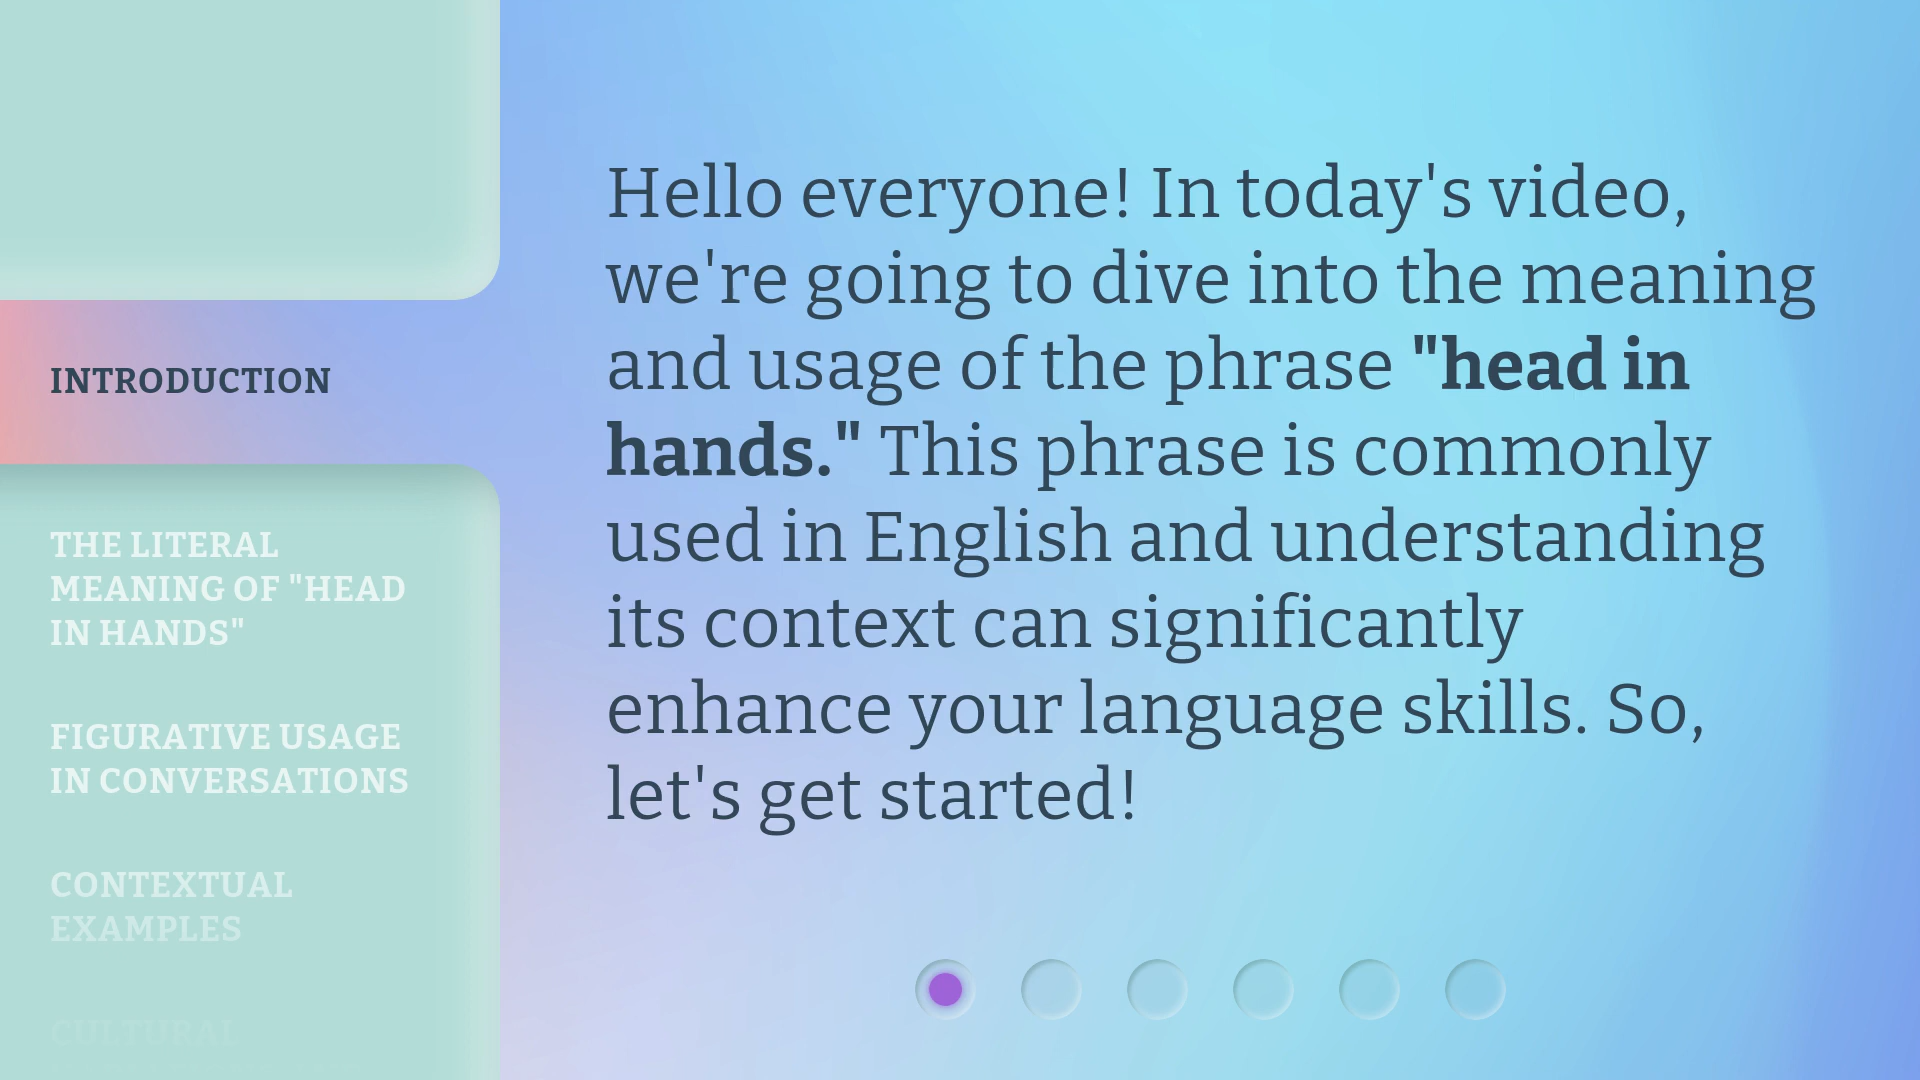 INTRODUCTION
THE LITERAL
MEANING OF "HEAD
IN HANDS"
FIGURATIVE USAGE
IN CONVERSATIONS
CONTEXTUAL
EXAMPLES
CULTURAL
Hello everyone! In today's video,
we're going to dive into the meaning
and usage of the phrase "head in
hands." This phrase is commonly
used in English and understanding
its context can significantly
enhance your language skills. So,
let's get started!